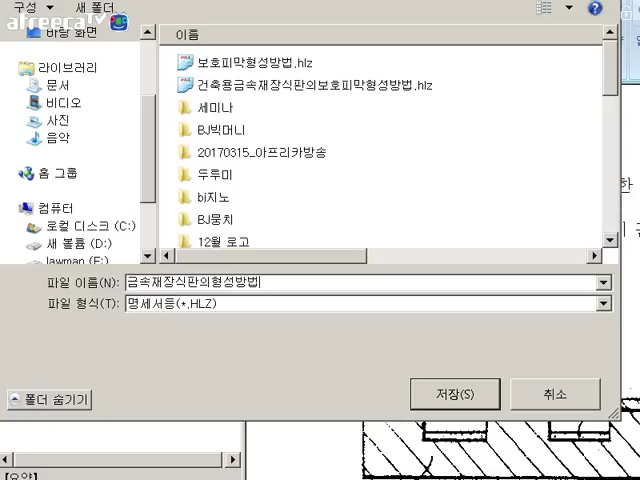 구성 ▼ 새 폴더
afreecaTV
바탕 화면
이름
라이브러리
문서
비디오
사진
음악
홈 그룹
컴퓨터
로컬 디스크 (C:)
새 볼륨 (D:)
lawman (F:)
보호피막형성방법.hlz
건축용금속재장식판의보호피막형성방법.hlz
세미나
BJ빅머니
20170315_아프리카방송
두루미
bj지노
BJ뭉치
12월 로고
파일 이름(N): 금속재장식판의형성방법
파일 형식(T): 명세서등(*.HLZ)
폴더 숨기기
저장(S)
취소
한
[요약]